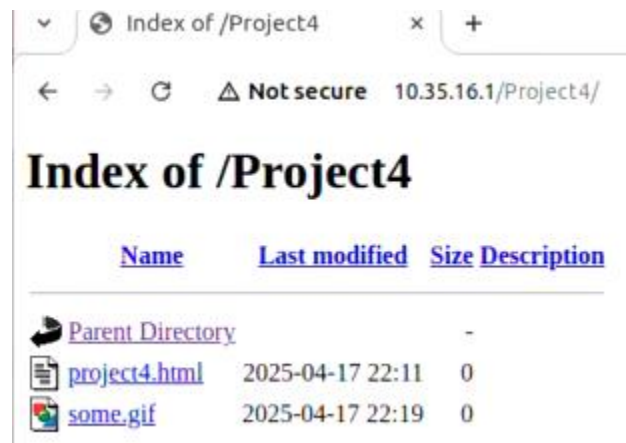 Index of /Project4
Not secure 10.35.16.1/Project4/
Index of /Project4
Name Last modified Size Description
Parent Directory -
project4.html 2025-04-17 22:11 0
some.gif 2025-04-17 22:19 0